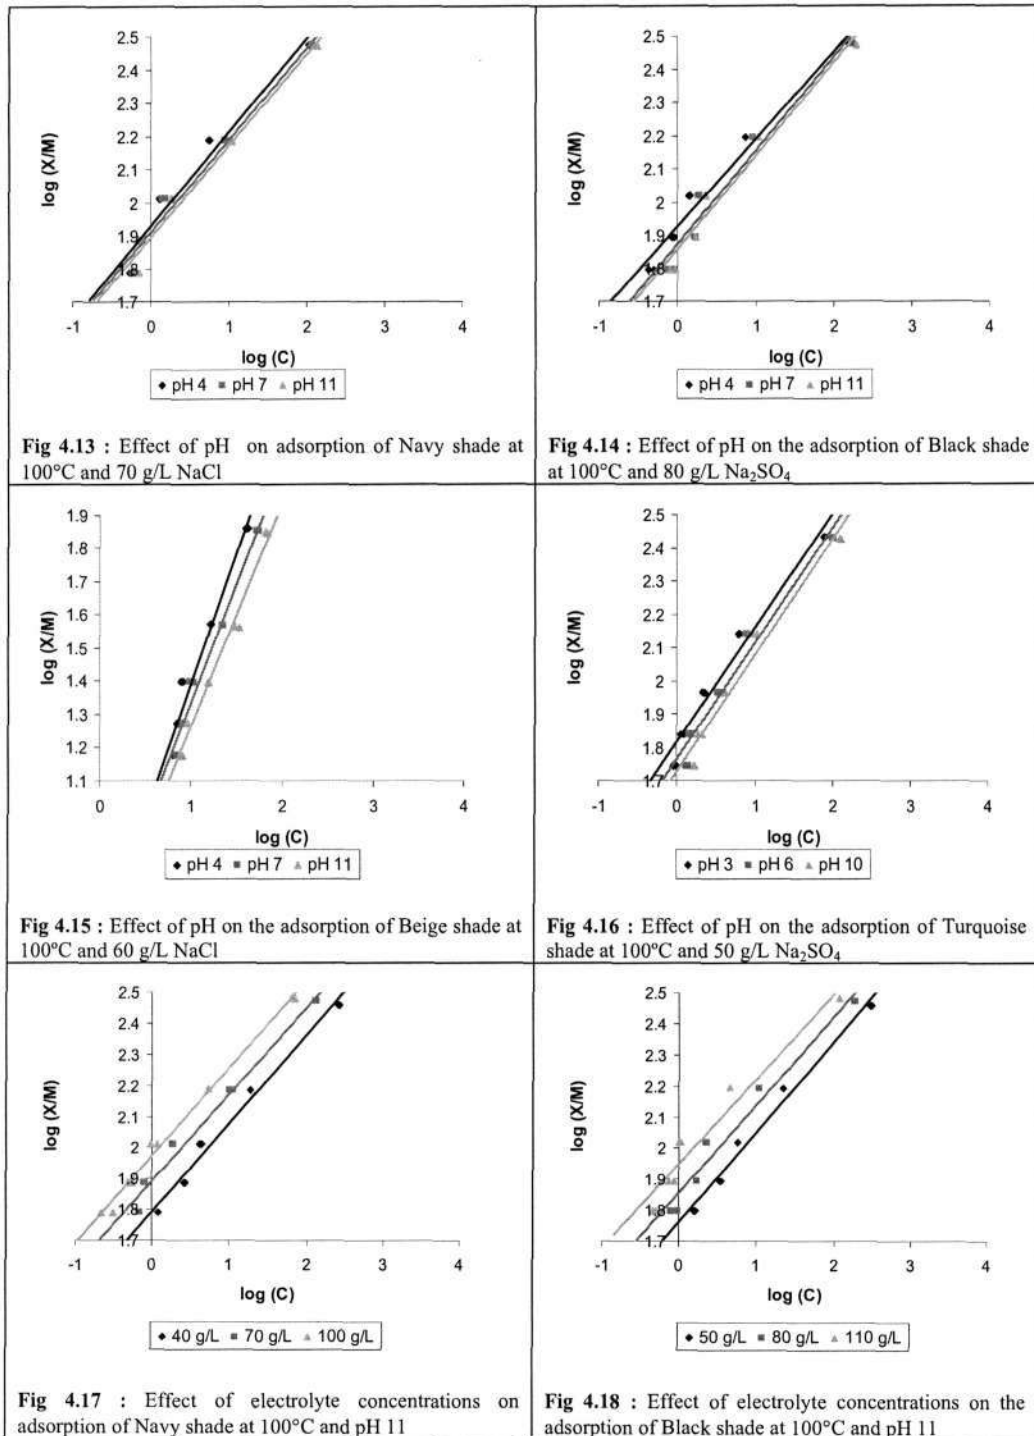 2.5
2.4
2.3
2.2
2.1
2
1.9
1.8
1.7
log (X/M)
-1 0 1 2 3 4
log (C)
pH 4 pH 7 pH 11
Fig 4.13 : Effect of pH on adsorption of Navy shade at
100°C and 70 g/L NaCl
2.5
2.4
2.3
2.2
2.1
2
1.9
1.8
1.7
log (X/M)
-1 0 1 2 3 4
log (C)
pH 4 pH 7 pH 11
Fig 4.14 : Effect of pH on the adsorption of Black shade
at 100°C and 80 g/L Na₂SO₄
1.9
1.8
1.7
1.6
1.5
1.4
1.3
1.2
1.1
log (X/M)
0 1 2 3 4
log (C)
pH 4 pH 7 pH 11
Fig 4.15 : Effect of pH on the adsorption of Beige shade at
100°C and 60 g/L NaCl
2.5
2.4
2.3
2.2
2.1
2
1.9
1.8
1.7
log (X/M)
-1 0 1 2 3 4
log (C)
pH 3 pH 6 pH 10
Fig 4.16 : Effect of pH on the adsorption of Turquoise
shade at 100°C and 50 g/L Na₂SO₄
2.5
2.4
2.3
2.2
2.1
2
1.9
1.8
1.7
log (X/M)
-1 0 1 2 3 4
log (C)
40 g/L 70 g/L 100 g/L
Fig 4.17 : Effect of electrolyte concentrations on
adsorption of Navy shade at 100°C and pH 11
2.5
2.4
2.3
2.2
2.1
2
1.9
1.8
1.7
log (X/M)
-1 0 1 2 3 4
log (C)
50 g/L 80 g/L 110 g/L
Fig 4.18 : Effect of electrolyte concentrations on the
adsorption of Black shade at 100°C and pH 11